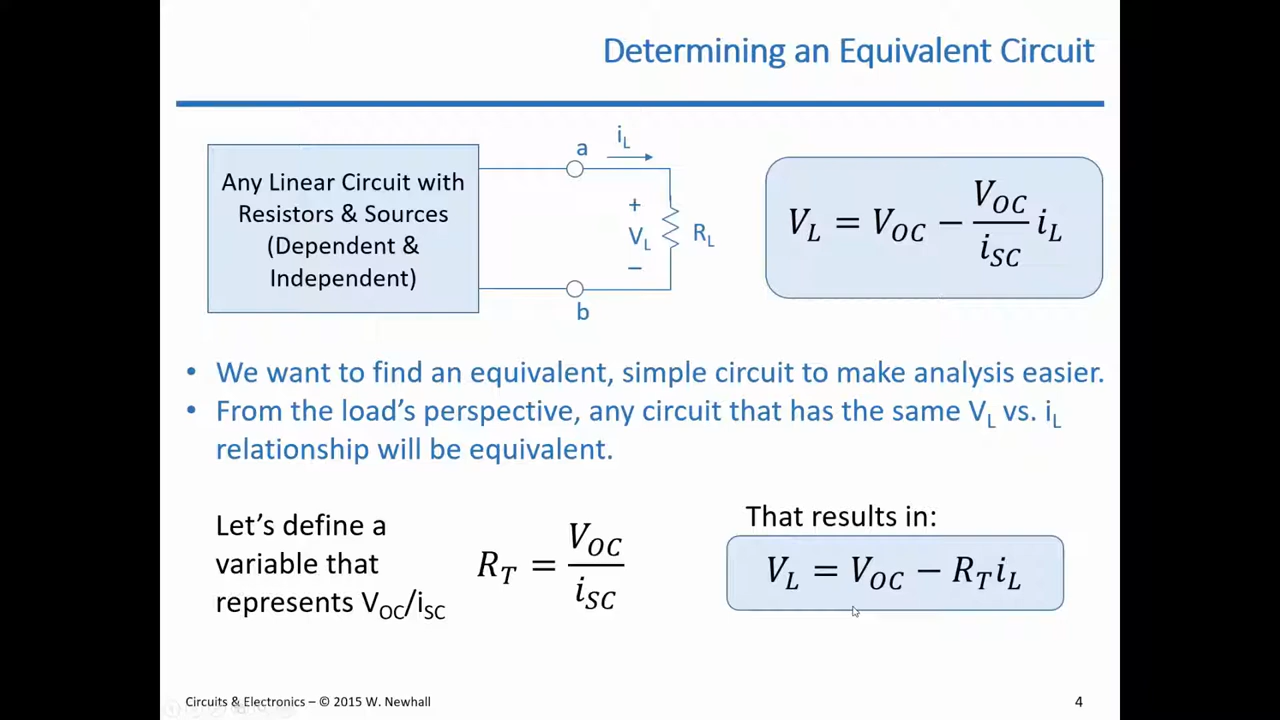 Determining an Equivalent Circuit
Any Linear Circuit with
Resistors & Sources
(Dependent &
Independent)
a
i_L
+
V_L
−
R_L
b
V_L = V_OC − \frac{V_OC}{i_SC} i_L
• We want to find an equivalent, simple circuit to make analysis easier.
• From the load's perspective, any circuit that has the same V_L vs. i_L
relationship will be equivalent.
Let's define a
variable that
represents V_OC/i_SC
R_T = \frac{V_OC}{i_SC}
That results in:
V_L = V_OC − R_T i_L
Circuits & Electronics – © 2015 W. Newhall
4